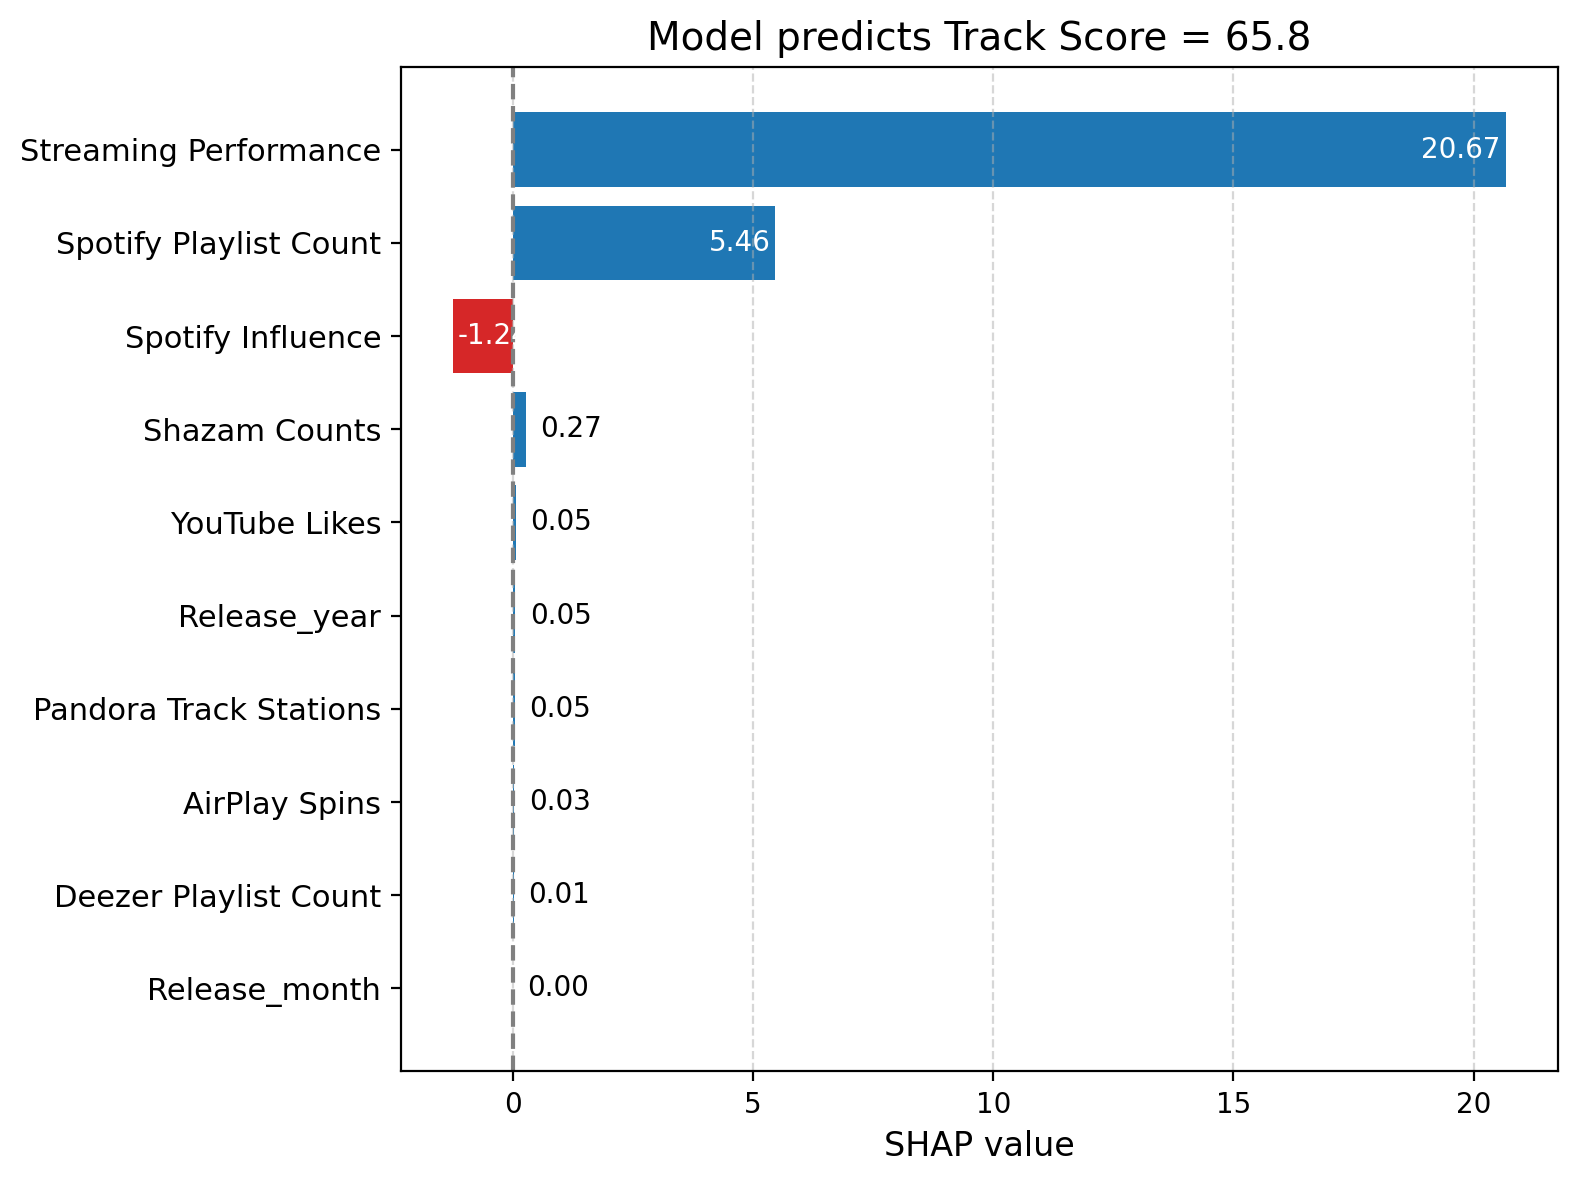 Model predicts Track Score = 65.8
Streaming Performance
20.67
Spotify Playlist Count
5.46
Spotify Influence
-1.2
Shazam Counts
0.27
YouTube Likes
0.05
Release_year
0.05
Pandora Track Stations
0.05
AirPlay Spins
0.03
Deezer Playlist Count
0.01
Release_month
0.00
0 5 10 15 20
SHAP value